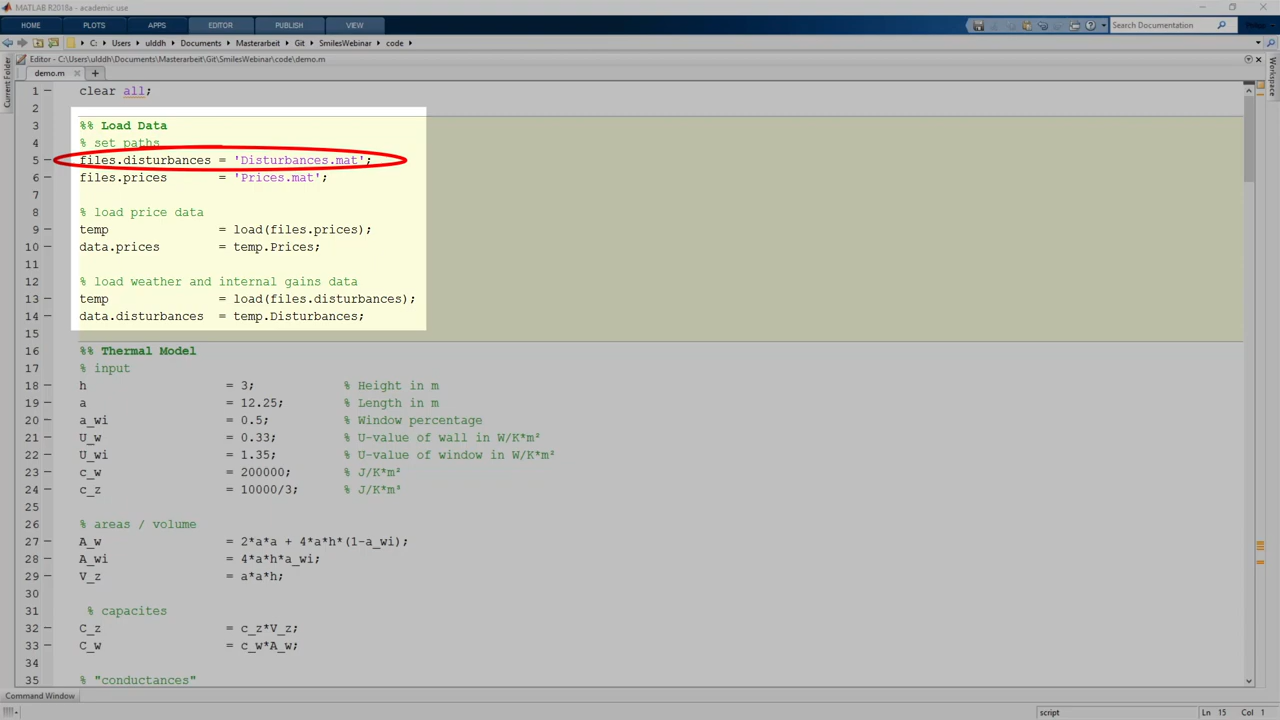 MATLAB R2018a - academic use
HOME PLOTS APPS EDITOR PUBLISH VIEW Search Documentation
C: Users ulddh Documents Masterarbeit Git SmilesWebinar code
Editor - C:\Users\ulddh\Documents\Masterarbeit\Git\SmilesWebinar\code\demo.m
demo.m
Current Folder
Workspace
1 clear all;
2
3 %% Load Data
4 % set paths
5 files.disturbances = 'Disturbances.mat';
6 files.prices = 'Prices.mat';
7
8 % load price data
9 temp = load(files.prices);
10 data.prices = temp.Prices;
11
12 % load weather and internal gains data
13 temp = load(files.disturbances);
14 data.disturbances = temp.Disturbances;
15
16 %% Thermal Model
17 % input
18 h = 3; % Height in m
19 a = 12.25; % Length in m
20 a_wi = 0.5; % Window percentage
21 U_w = 0.33; % U-value of wall in W/K*m²
22 U_wi = 1.35; % U-value of window in W/K*m²
23 c_w = 200000; % J/K*m²
24 c_z = 10000/3; % J/K*m³
25
26 % areas / volume
27 A_w = 2*a*a + 4*a*h*(1-a_wi);
28 A_wi = 4*a*h*a_wi;
29 V_z = a*a*h;
30
31 % capacites
32 C_z = c_z*V_z;
33 C_w = c_w*A_w;
34
35 % "conductances"
Command Window
script Ln 15 Col 1